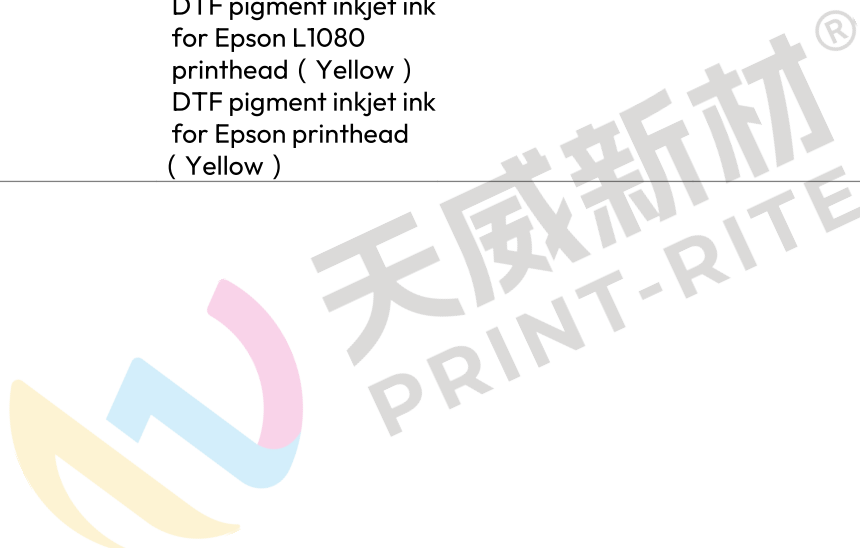 DTF pigment inkjet ink
for Epson L1080
printhead ( Yellow )
DTF pigment inkjet ink
for Epson printhead
( Yellow )
天威新材®
PRINT-RITE